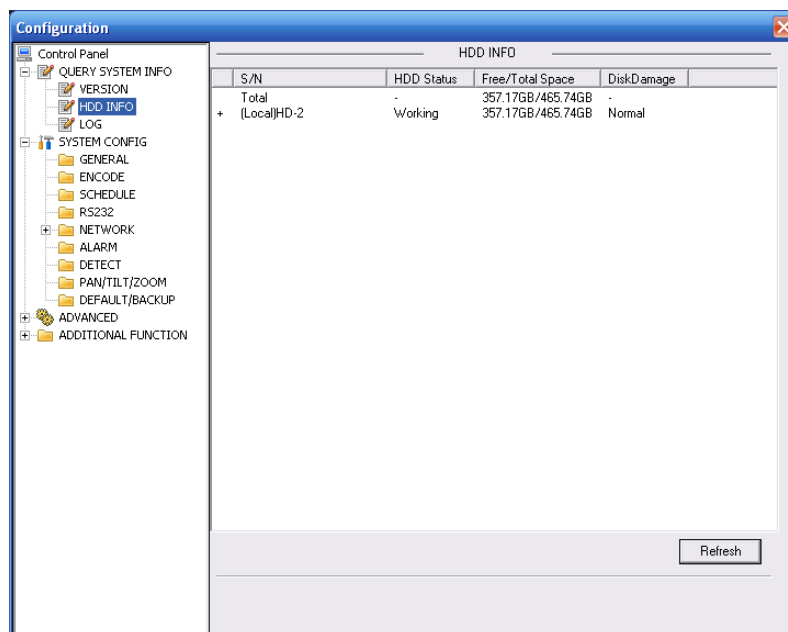 Configuration
Control Panel
QUERY SYSTEM INFO
VERSION
HDD INFO
LOG
SYSTEM CONFIG
GENERAL
ENCODE
SCHEDULE
RS232
NETWORK
ALARM
DETECT
PAN/TILT/ZOOM
DEFAULT/BACKUP
ADVANCED
ADDITIONAL FUNCTION
HDD INFO
S/N HDD Status Free/Total Space DiskDamage
Total - 357.17GB/465.74GB -
+ (Local)HD-2 Working 357.17GB/465.74GB Normal
Refresh